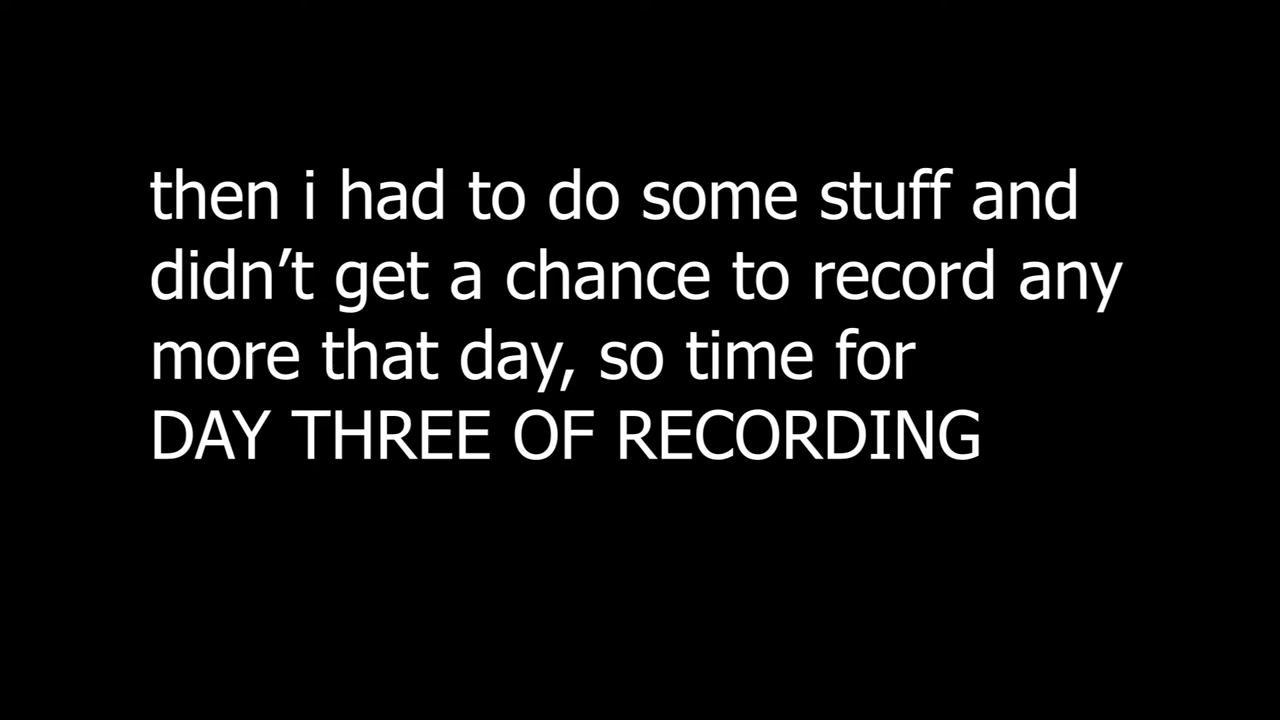 then i had to do some stuff and
didn’t get a chance to record any
more that day, so time for
DAY THREE OF RECORDING